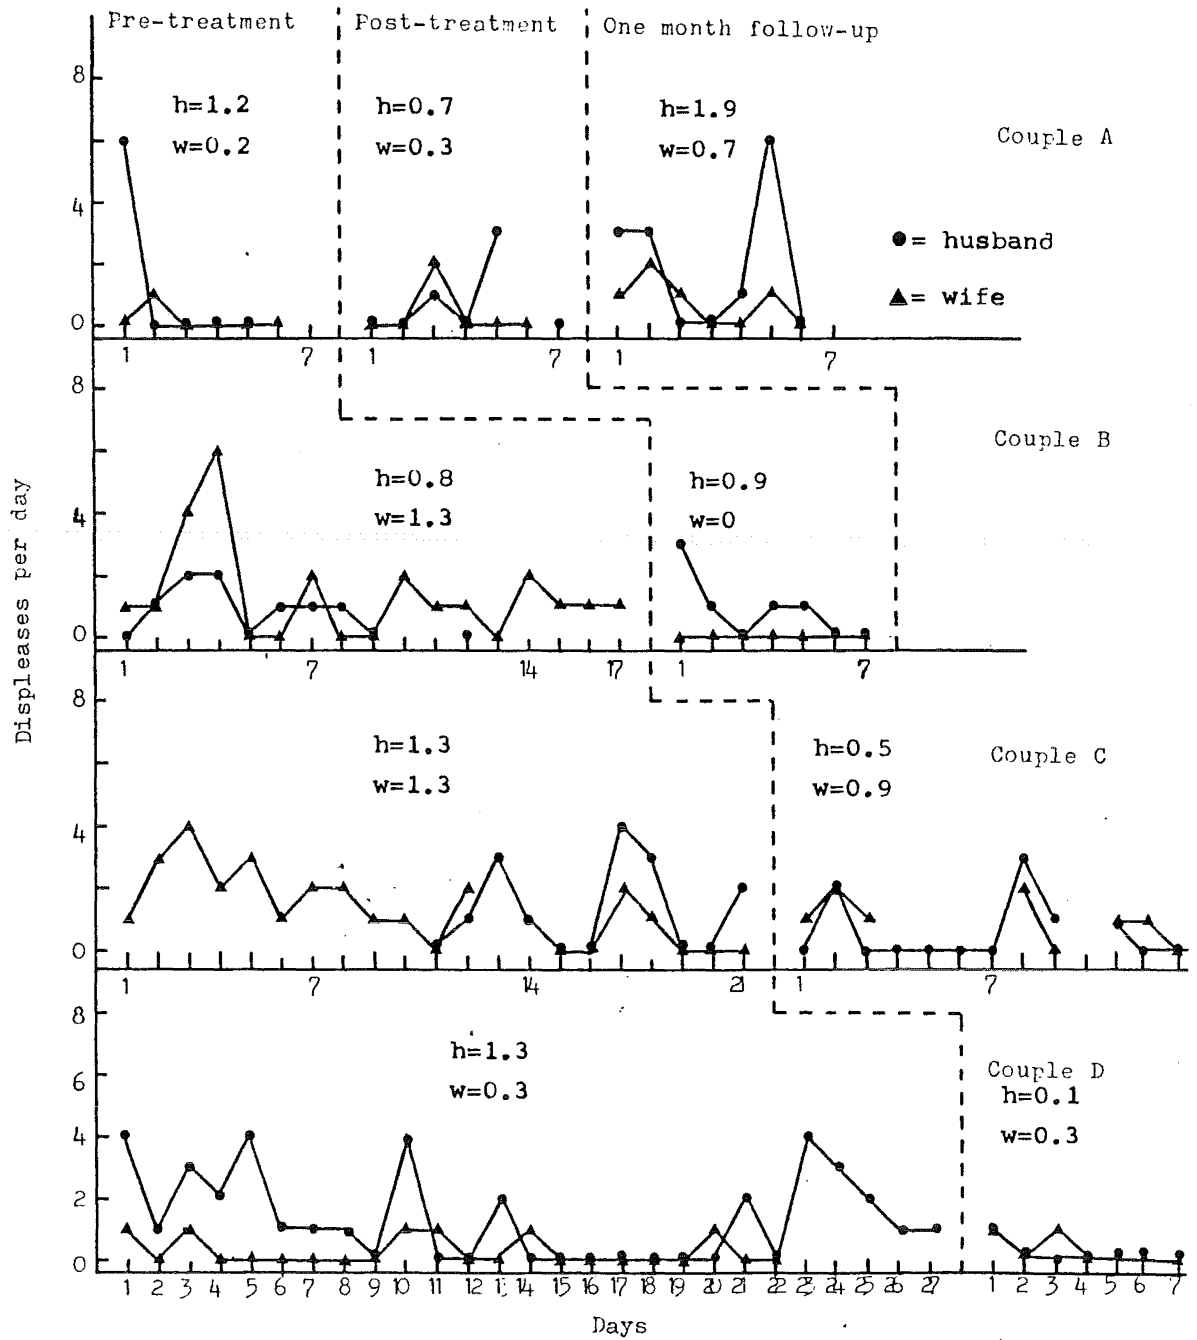 Pre-treatment Post-treatment One month follow-up
8
h=1.2 h=0.7 h=1.9
w=0.2 w=0.3 w=0.7
Couple A
4
●= husband
▲= wife
0
1 7 1 7 1 7
8
Couple B
h=0.8 h=0.9
w=1.3 w=0
4
0
1 7 14 17 1 7
Displeases per day
8
h=1.3 h=0.5
Couple C
w=1.3 w=0.9
4
0
1 7 14 21 1 7
8
h=1.3
Couple D
6
w=0.3
h=0.1
w=0.3
4
2
0
1 2 3 4 5 6 7 8 9 10 11 12 13 14 15 16 17 18 19 20 21 22 23 24 25 26 27 1 2 3 4 5 6 7
Days